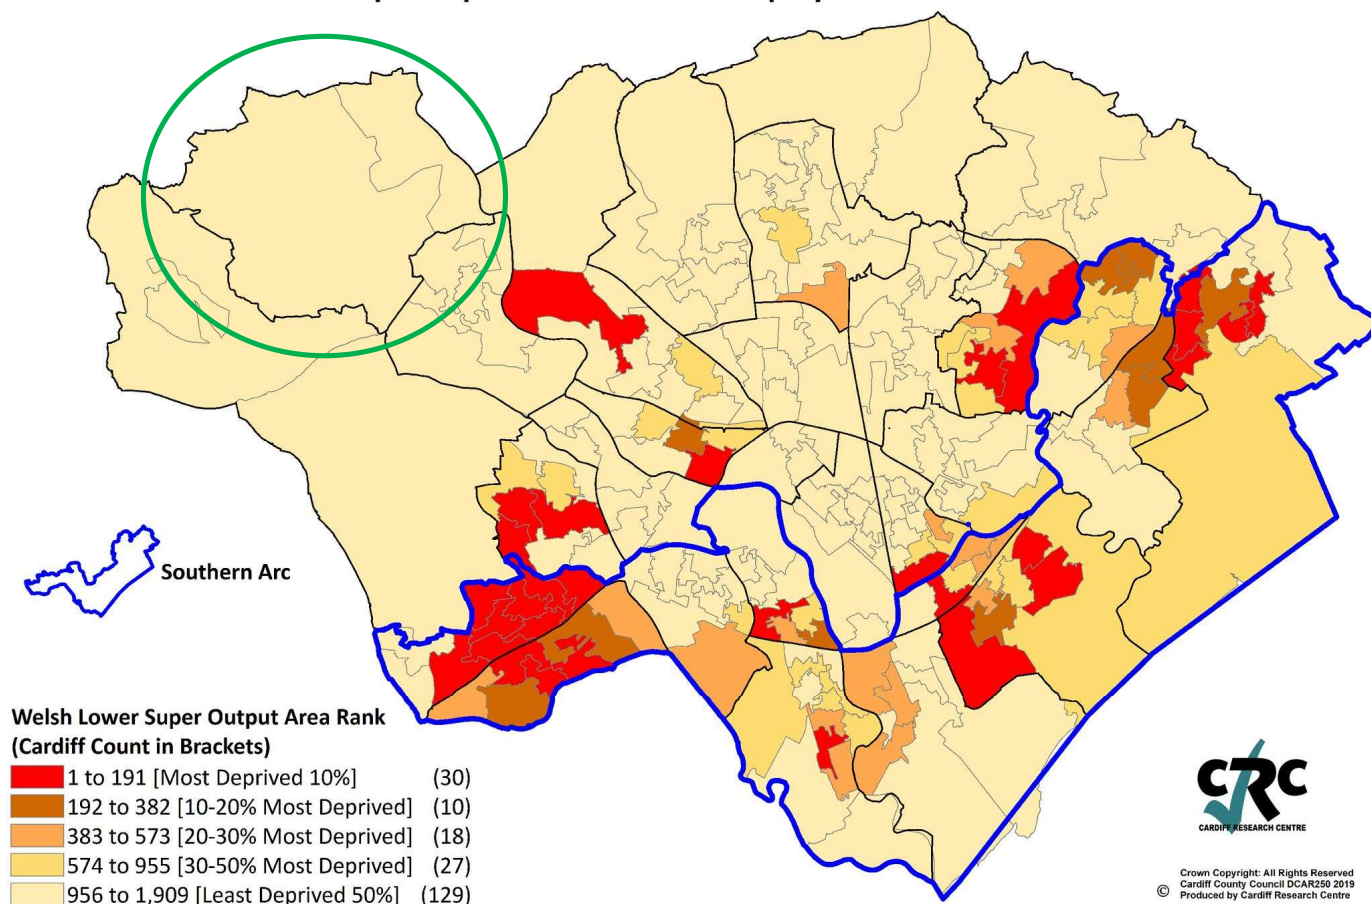 Southern Arc
Welsh Lower Super Output Area Rank
(Cardiff Count in Brackets)
1 to 191 [Most Deprived 10%] (30)
192 to 382 [10-20% Most Deprived] (10)
383 to 573 [20-30% Most Deprived] (18)
574 to 955 [30-50% Most Deprived] (27)
956 to 1,909 [Least Deprived 50%] (129)
CRC
CARDIFF RESEARCH CENTRE
Crown Copyright: All Rights Reserved
Cardiff County Council DCAR250 2019
© Produced by Cardiff Research Centre